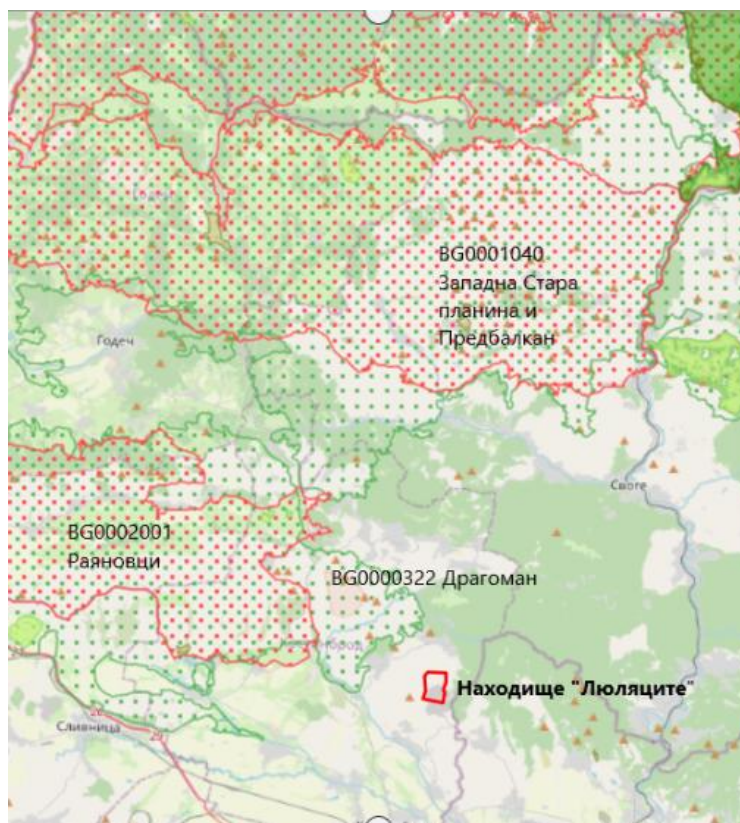 BG0001040
Западна Стара
планина и
Предбалкан
Годеч
Своге
BG0002001
Раяновци
BG0000322 Драгоман
Находище "Люляците"
Сливница